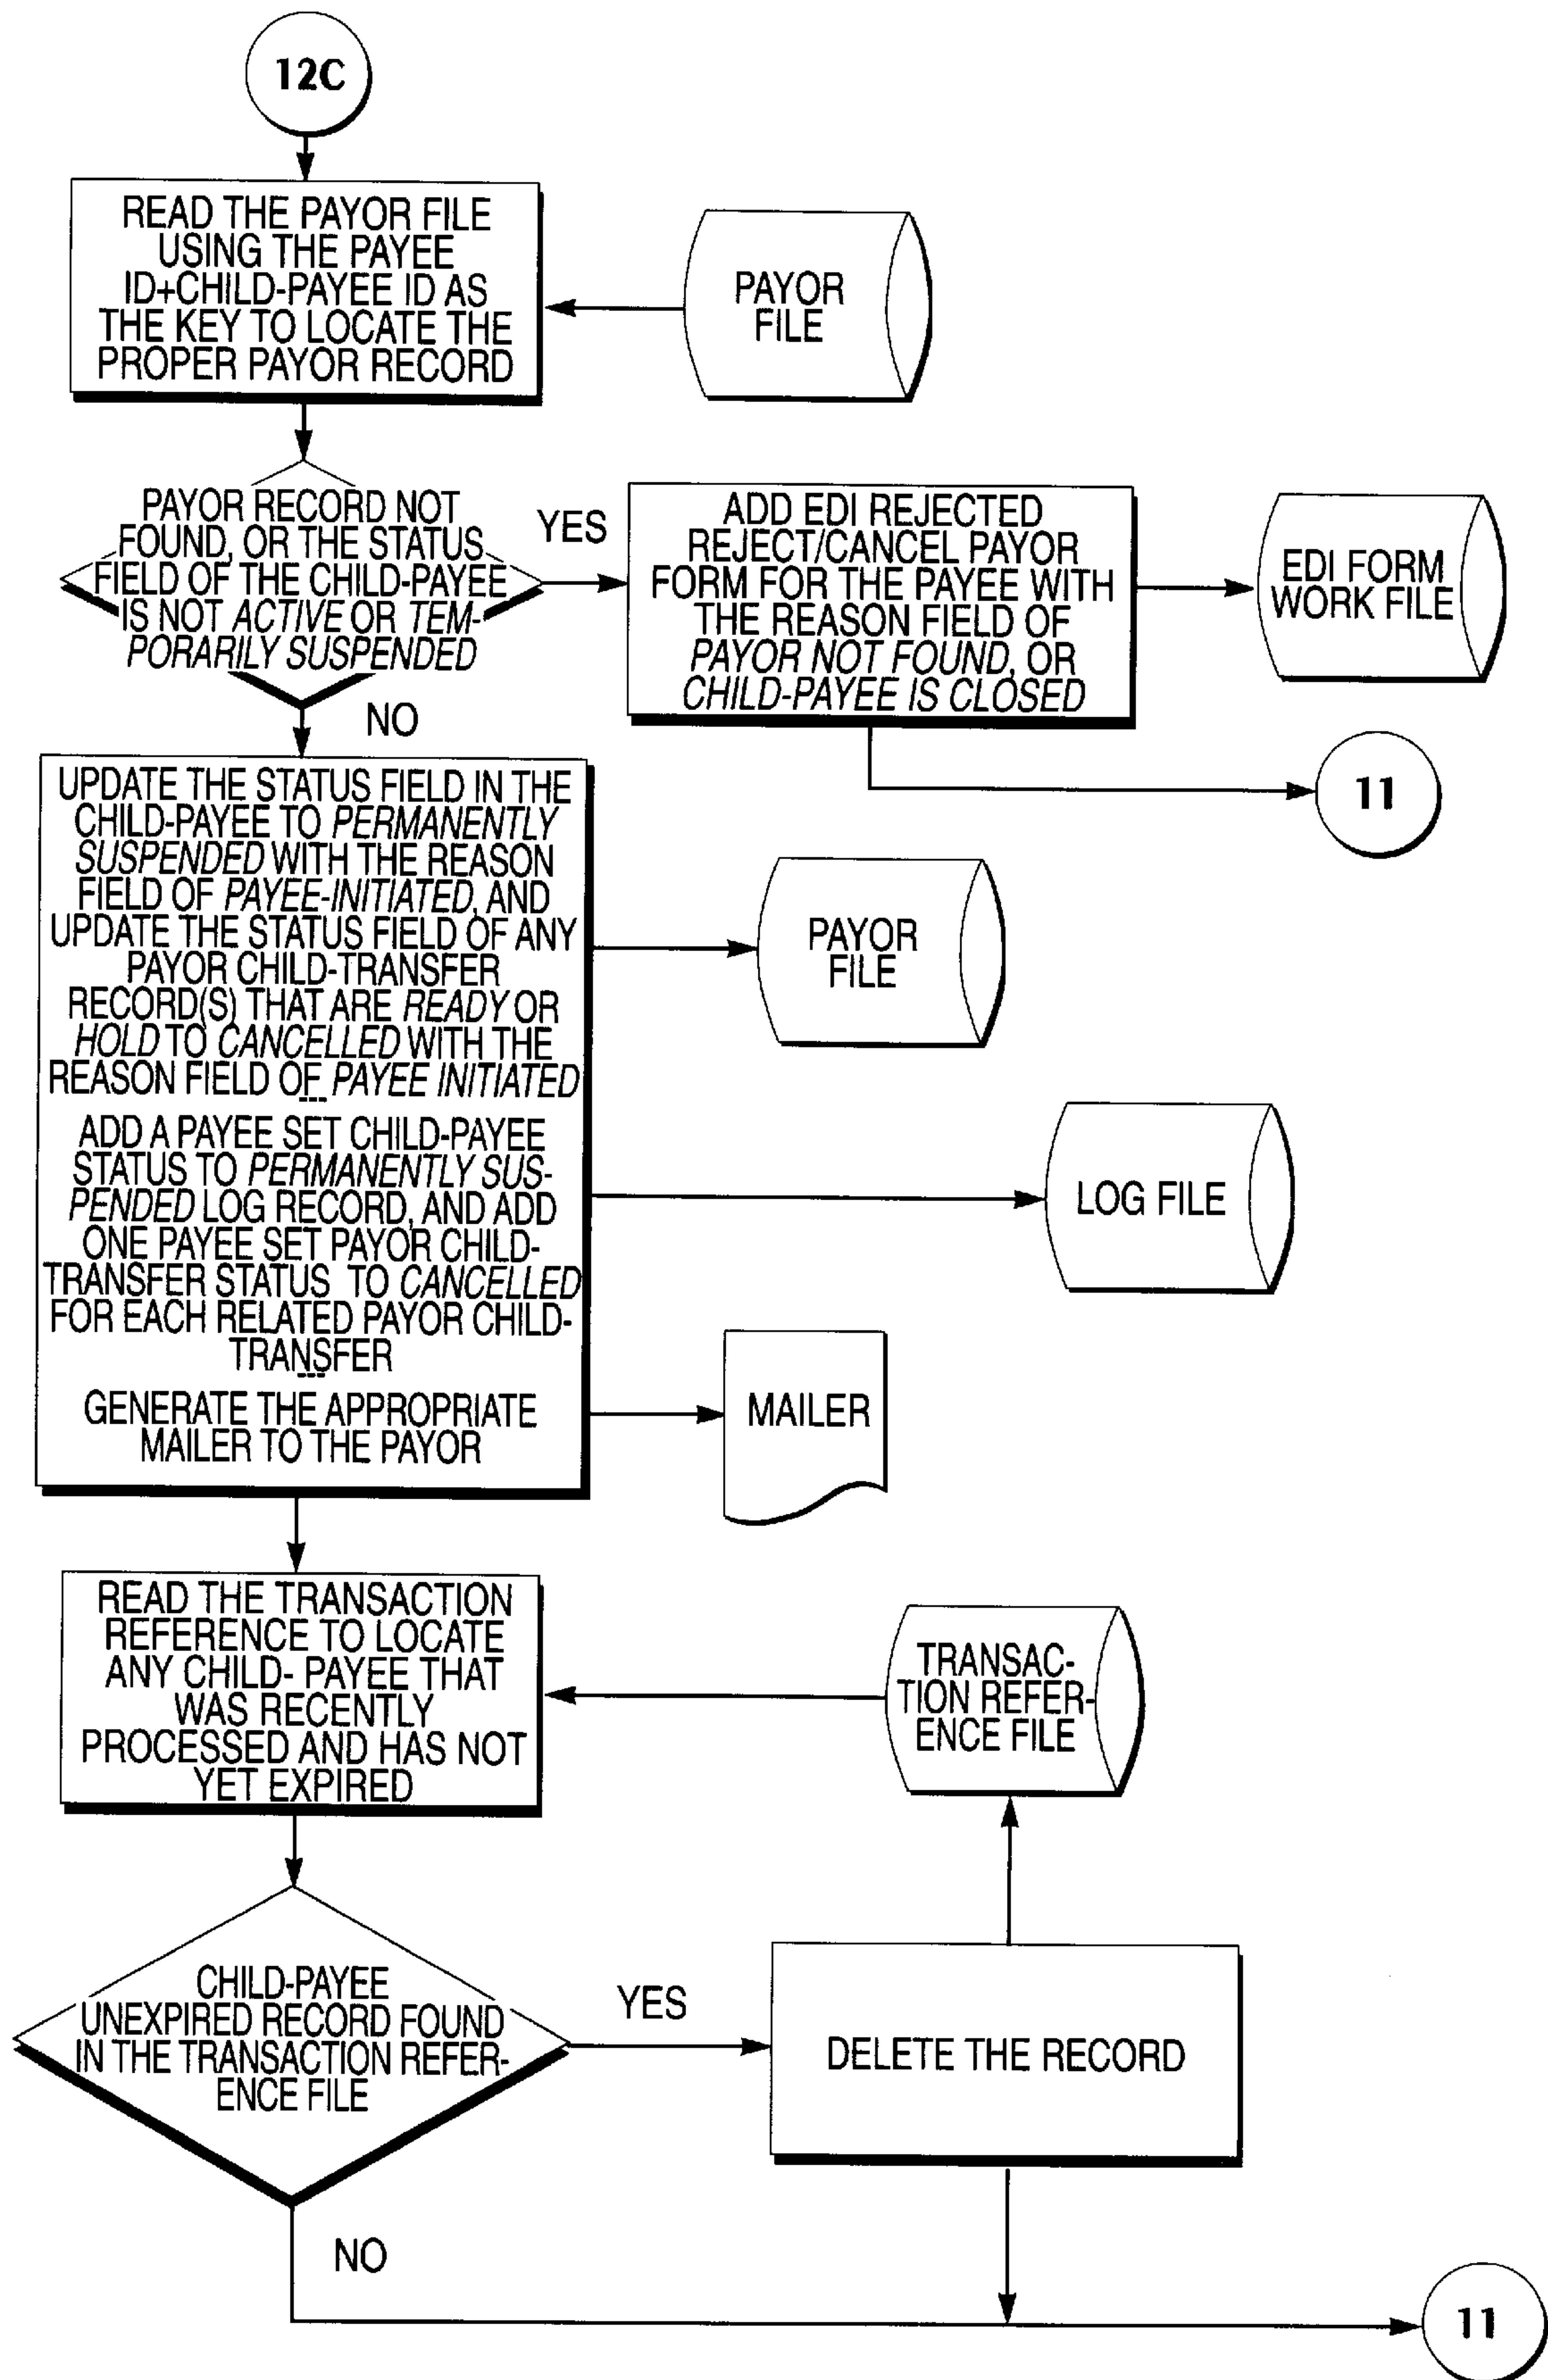 12C
READ THE PAYOR FILE
USING THE PAYEE
ID+CHILD-PAYEE ID AS
THE KEY TO LOCATE THE
PROPER PAYOR RECORD
PAYOR
FILE
PAYOR RECORD NOT
FOUND, OR THE STATUS
FIELD OF THE CHILD-PAYEE
IS NOT ACTIVE OR TEM-
PORARILY SUSPENDED
YES
ADD EDI REJECTED
REJECT/CANCEL PAYOR
FORM FOR THE PAYEE WITH
THE REASON FIELD OF
PAYOR NOT FOUND, OR
CHILD-PAYEE IS CLOSED
EDI FORM
WORK FILE
11
NO
UPDATE THE STATUS FIELD IN THE
CHILD-PAYEE TO PERMANENTLY
SUSPENDED WITH THE REASON
FIELD OF PAYEE-INITIATED, AND
UPDATE THE STATUS FIELD OF ANY
PAYOR CHILD-TRANSFER
RECORD(S) THAT ARE READY OR
HOLD TO CANCELLED WITH THE
REASON FIELD OF PAYEE INITIATED
---
ADD A PAYEE SET CHILD-PAYEE
STATUS TO PERMANENTLY SUS-
PENDED LOG RECORD, AND ADD
ONE PAYEE SET PAYOR CHILD-
TRANSFER STATUS TO CANCELLED
FOR EACH RELATED PAYOR CHILD-
TRANSFER
---
GENERATE THE APPROPRIATE
MAILER TO THE PAYOR
PAYOR
FILE
LOG FILE
MAILER
READ THE TRANSACTION
REFERENCE TO LOCATE
ANY CHILD- PAYEE THAT
WAS RECENTLY
PROCESSED AND HAS NOT
YET EXPIRED
TRANSAC-
TION REFER-
ENCE FILE
CHILD-PAYEE
UNEXPIRED RECORD FOUND
IN THE TRANSACTION REFER-
ENCE FILE
YES
DELETE THE RECORD
NO
11